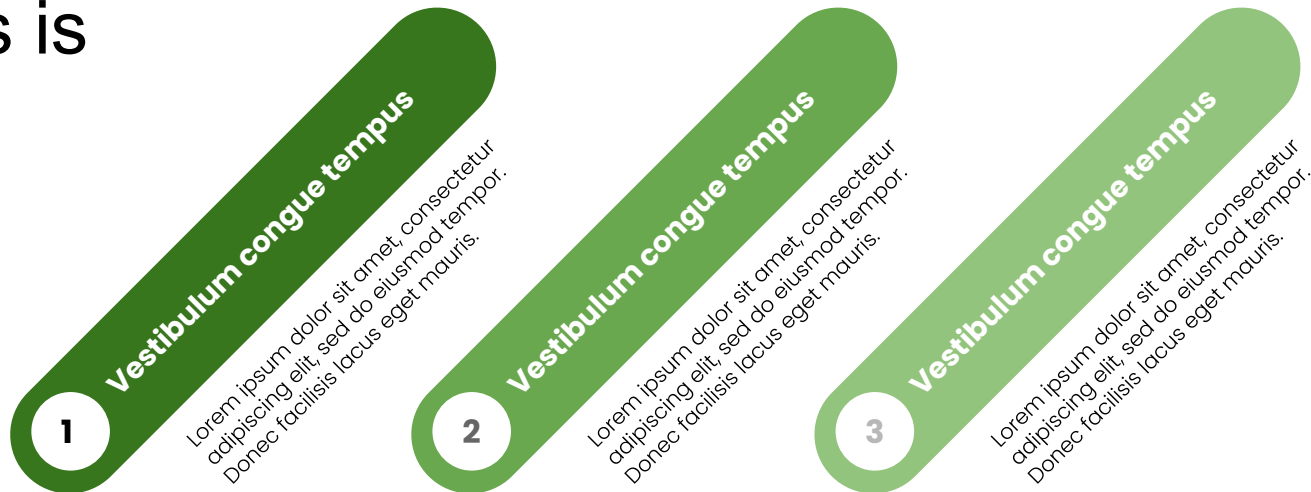 s is
1
Vestibulum congue tempus
Lorem ipsum dolor sit amet, consectetur
adipiscing elit, sed do eiusmod tempor.
Donec facilisis lacus eget mauris.
2
Vestibulum congue tempus
Lorem ipsum dolor sit amet, consectetur
adipiscing elit, sed do eiusmod tempor.
Donec facilisis lacus eget mauris.
3
Vestibulum congue tempus
Lorem ipsum dolor sit amet, consectetur
adipiscing elit, sed do eiusmod tempor.
Donec facilisis lacus eget mauris.